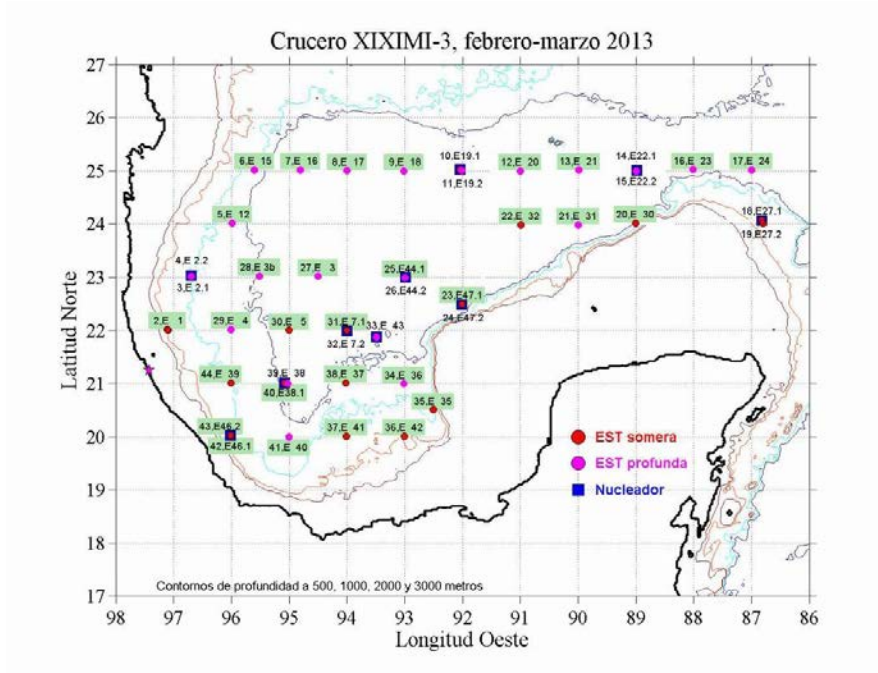 Crucero XIXIMI-3, febrero-marzo 2013
27
26
25
24
23
22
21
20
19
18
17
Latitud Norte
10,E19.1
14,E22.1
6,E 15
7,E 16
8,E 17
9,E 18
12,E 20
13,E 21
16,E 23
17,E 24
11,E19.2
15,E22.2
5,E 12
22,E 32
21,E 31
20,E 30
18,E27.1
19,E27.2
4,E 2.2
3,E 2.1
28,E 3b
27,E 3
25,E44.1
26,E44.2
23,E47.1
24,E47.2
2,E 1
29,E 4
30,E 5
31,E 7.1
32,E 7.2
33,E 43
44,E 39
39,E 38
40,E38.1
38,E 37
34,E 36
35,E 35
43,E46.2
42,E46.1
41,E 40
37,E 41
36,E 42
EST somera
EST profunda
Nucleador
Contornos de profundidad a 500, 1000, 2000 y 3000 metros
98 97 96 95 94 93 92 91 90 89 88 87 86
Longitud Oeste